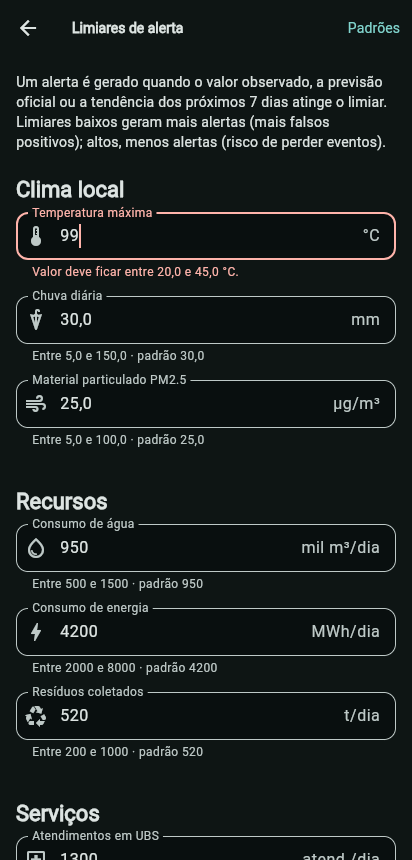 Limiares de alerta
Padrões
Um alerta é gerado quando o valor observado, a previsão
oficial ou a tendência dos próximos 7 dias atinge o limiar.
Limiares baixos geram mais alertas (mais falsos
positivos); altos, menos alertas (risco de perder eventos).
Clima local
Temperatura máxima
99 °C
Valor deve ficar entre 20,0 e 45,0 °C.
Chuva diária
30,0 mm
Entre 5,0 e 150,0 · padrão 30,0
Material particulado PM2.5
25,0 µg/m³
Entre 5,0 e 100,0 · padrão 25,0
Recursos
Consumo de água
950 mil m³/dia
Entre 500 e 1500 · padrão 950
Consumo de energia
4200 MWh/dia
Entre 2000 e 8000 · padrão 4200
Resíduos coletados
520 t/dia
Entre 200 e 1000 · padrão 520
Serviços
Atendimentos em UBS
1300 atend./dia